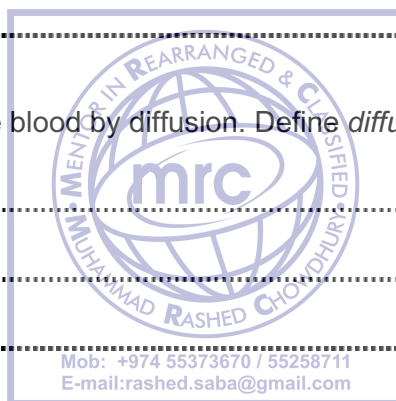 REARRANGED & CLASSIFIED
e blood by diffusion. Define diffu
MENTOR IN
mrc
MUHAMMAD RASHED CHOWDHURY
Mob: +974 55373670 / 55258711
E-mail:rashed.saba@gmail.com